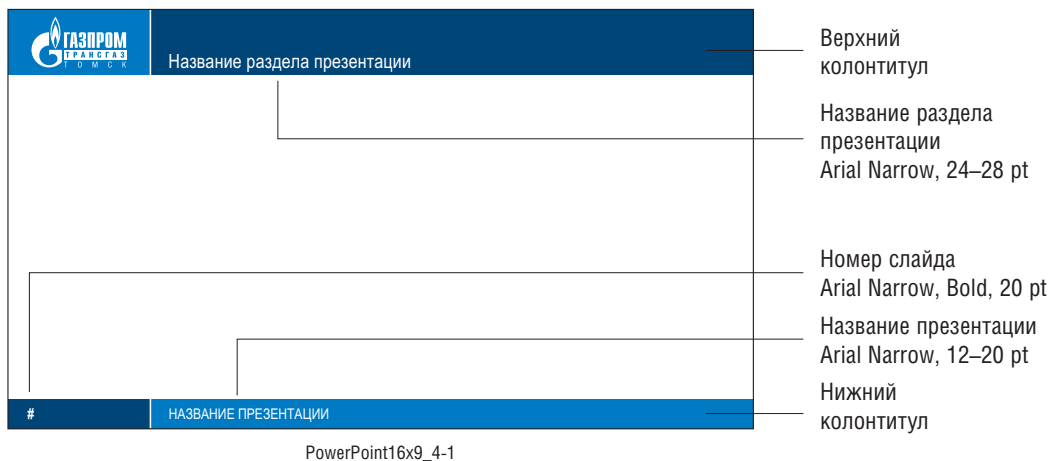 ГАЗПРОМ
ТРАНСГАЗ
ТОМСК
Название раздела презентации
Верхний
колонтитул
Название раздела
презентации
Arial Narrow, 24–28 pt
Номер слайда
Arial Narrow, Bold, 20 pt
Название презентации
Arial Narrow, 12–20 pt
Нижний
колонтитул
#
НАЗВАНИЕ ПРЕЗЕНТАЦИИ
PowerPoint16x9_4-1